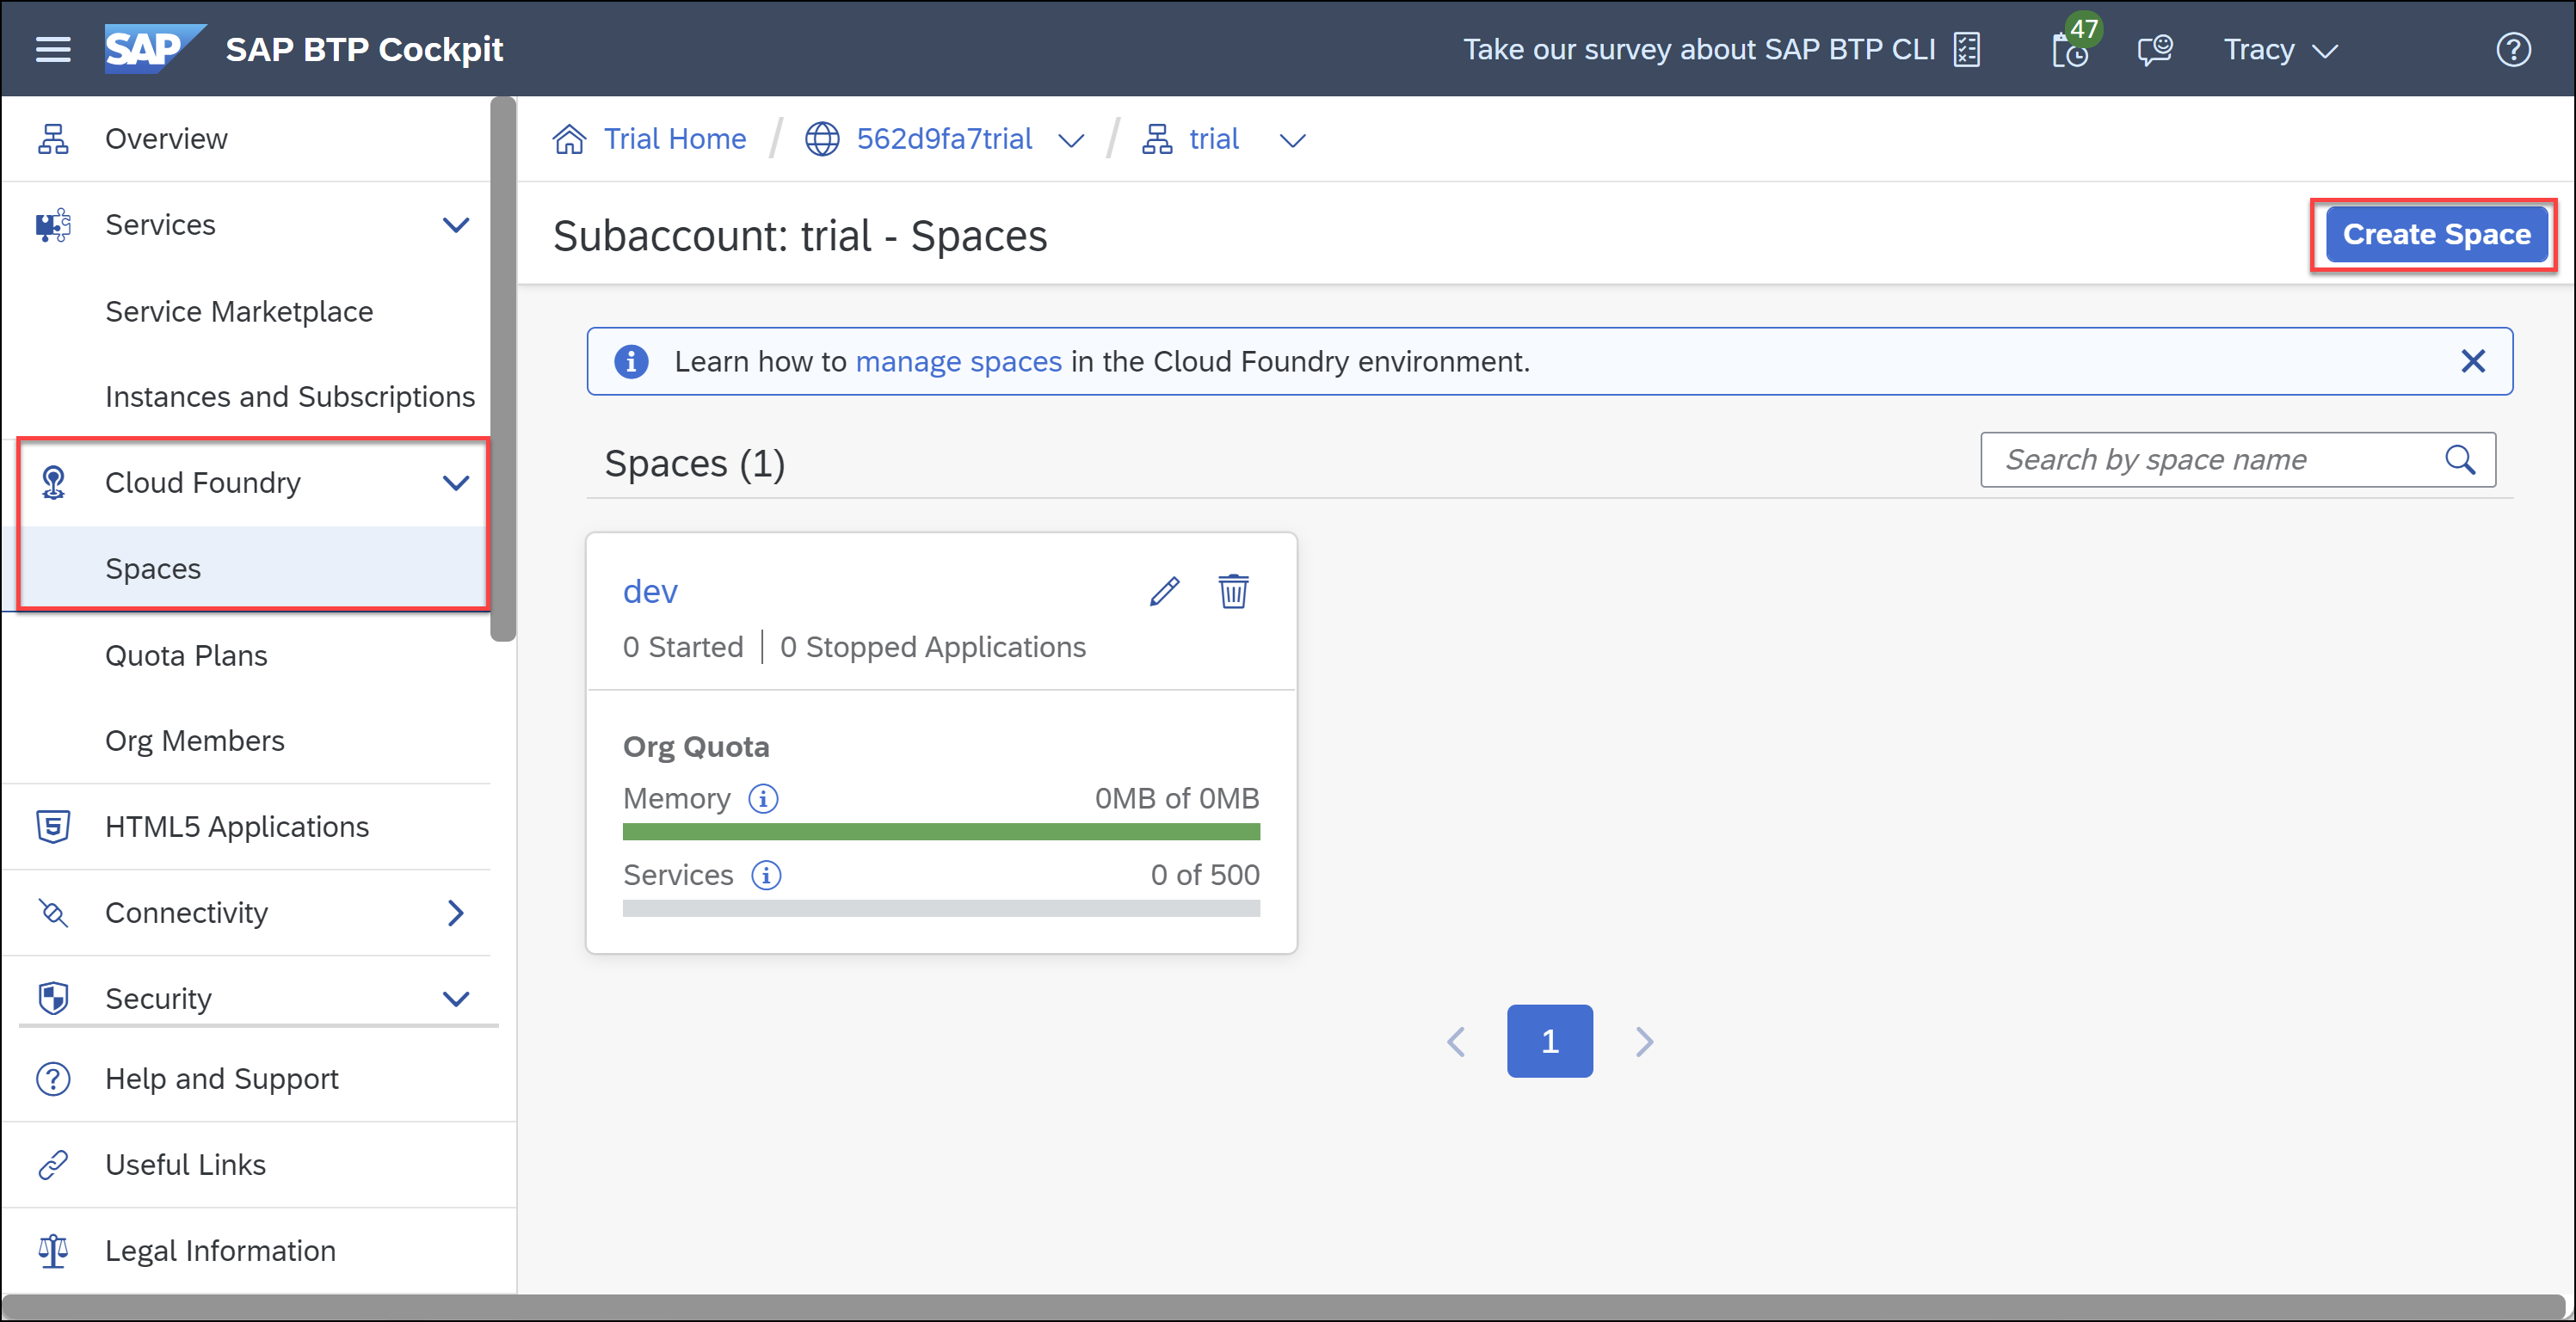 SAP SAP BTP Cockpit
Take our survey about SAP BTP CLI
47
Tracy
Overview
Services
Service Marketplace
Instances and Subscriptions
Cloud Foundry
Spaces
Quota Plans
Org Members
HTML5 Applications
Connectivity
Security
Help and Support
Useful Links
Legal Information
Trial Home / 562d9fa7trial / trial
Subaccount: trial - Spaces
Create Space
Learn how to manage spaces in the Cloud Foundry environment.
Spaces (1)
Search by space name
dev
0 Started | 0 Stopped Applications
Org Quota
Memory 0MB of 0MB
Services 0 of 500
1